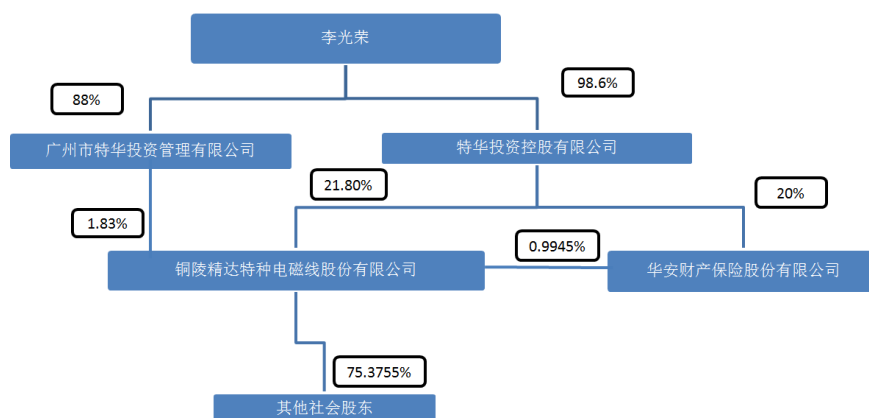 李光荣
88%
98.6%
广州市特华投资管理有限公司
特华投资控股有限公司
21.80%
20%
1.83%
0.9945%
铜陵精达特种电磁线股份有限公司
华安财产保险股份有限公司
75.3755%
其他社会股东